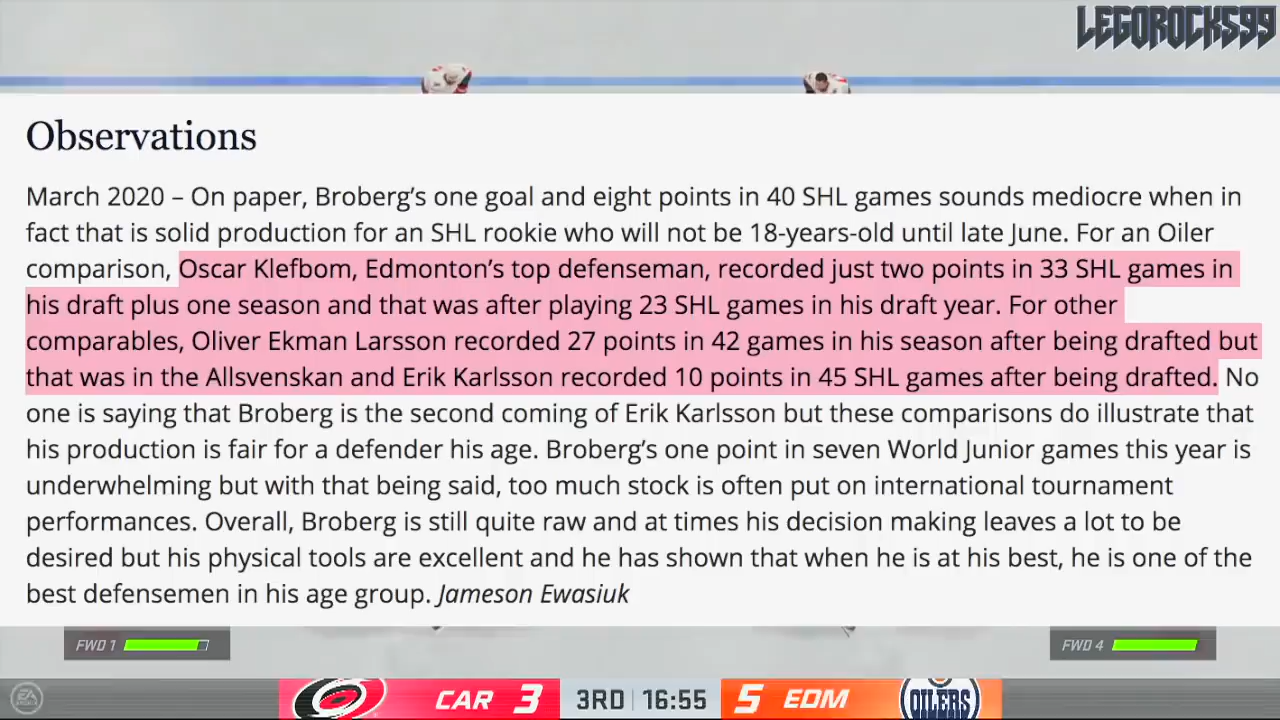 LEGOROCKS99
Observations
March 2020 – On paper, Broberg’s one goal and eight points in 40 SHL games sounds mediocre when in
fact that is solid production for an SHL rookie who will not be 18-years-old until late June. For an Oiler
comparison, Oscar Klefbom, Edmonton’s top defenseman, recorded just two points in 33 SHL games in
his draft plus one season and that was after playing 23 SHL games in his draft year. For other
comparables, Oliver Ekman Larsson recorded 27 points in 42 games in his season after being drafted but
that was in the Allsvenskan and Erik Karlsson recorded 10 points in 45 SHL games after being drafted. No
one is saying that Broberg is the second coming of Erik Karlsson but these comparisons do illustrate that
his production is fair for a defender his age. Broberg’s one point in seven World Junior games this year is
underwhelming but with that being said, too much stock is often put on international tournament
performances. Overall, Broberg is still quite raw and at times his decision making leaves a lot to be
desired but his physical tools are excellent and he has shown that when he is at his best, he is one of the
best defensemen in his age group. Jameson Ewasiuk
FWD 1
FWD 4
CAR 3 3RD 16:55 5 EDM OILERS